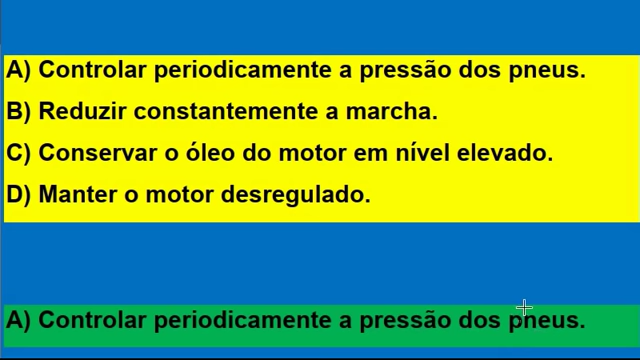 A) Controlar periodicamente a pressão dos pneus.
B) Reduzir constantemente a marcha.
C) Conservar o óleo do motor em nível elevado.
D) Manter o motor desregulado.
A) Controlar periodicamente a pressão dos pneus.